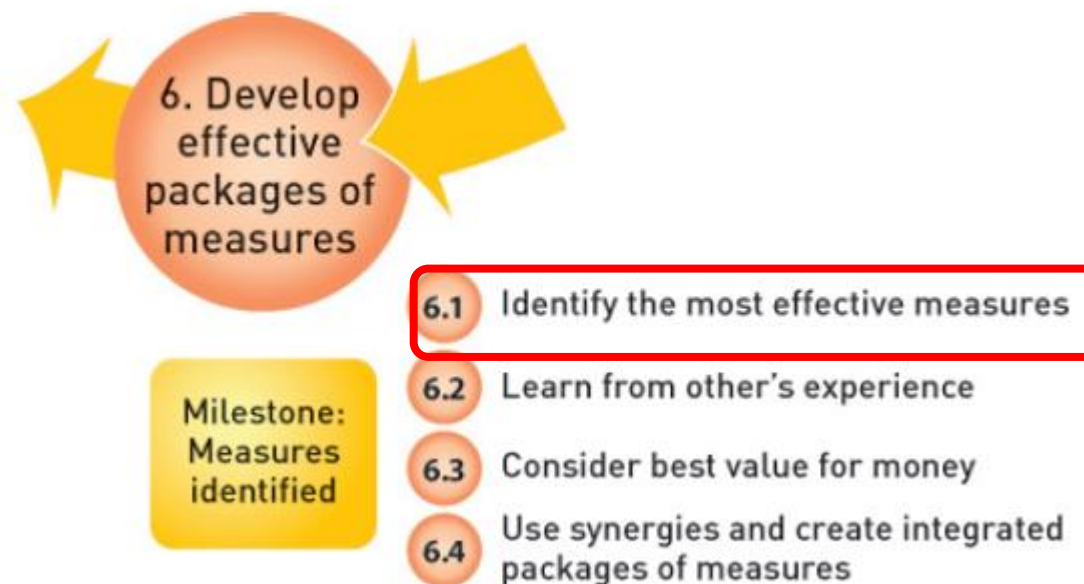 6. Develop
effective
packages of
measures
6.1 Identify the most effective measures
6.2 Learn from other's experience
Milestone:
Measures
identified
6.3 Consider best value for money
6.4 Use synergies and create integrated
packages of measures